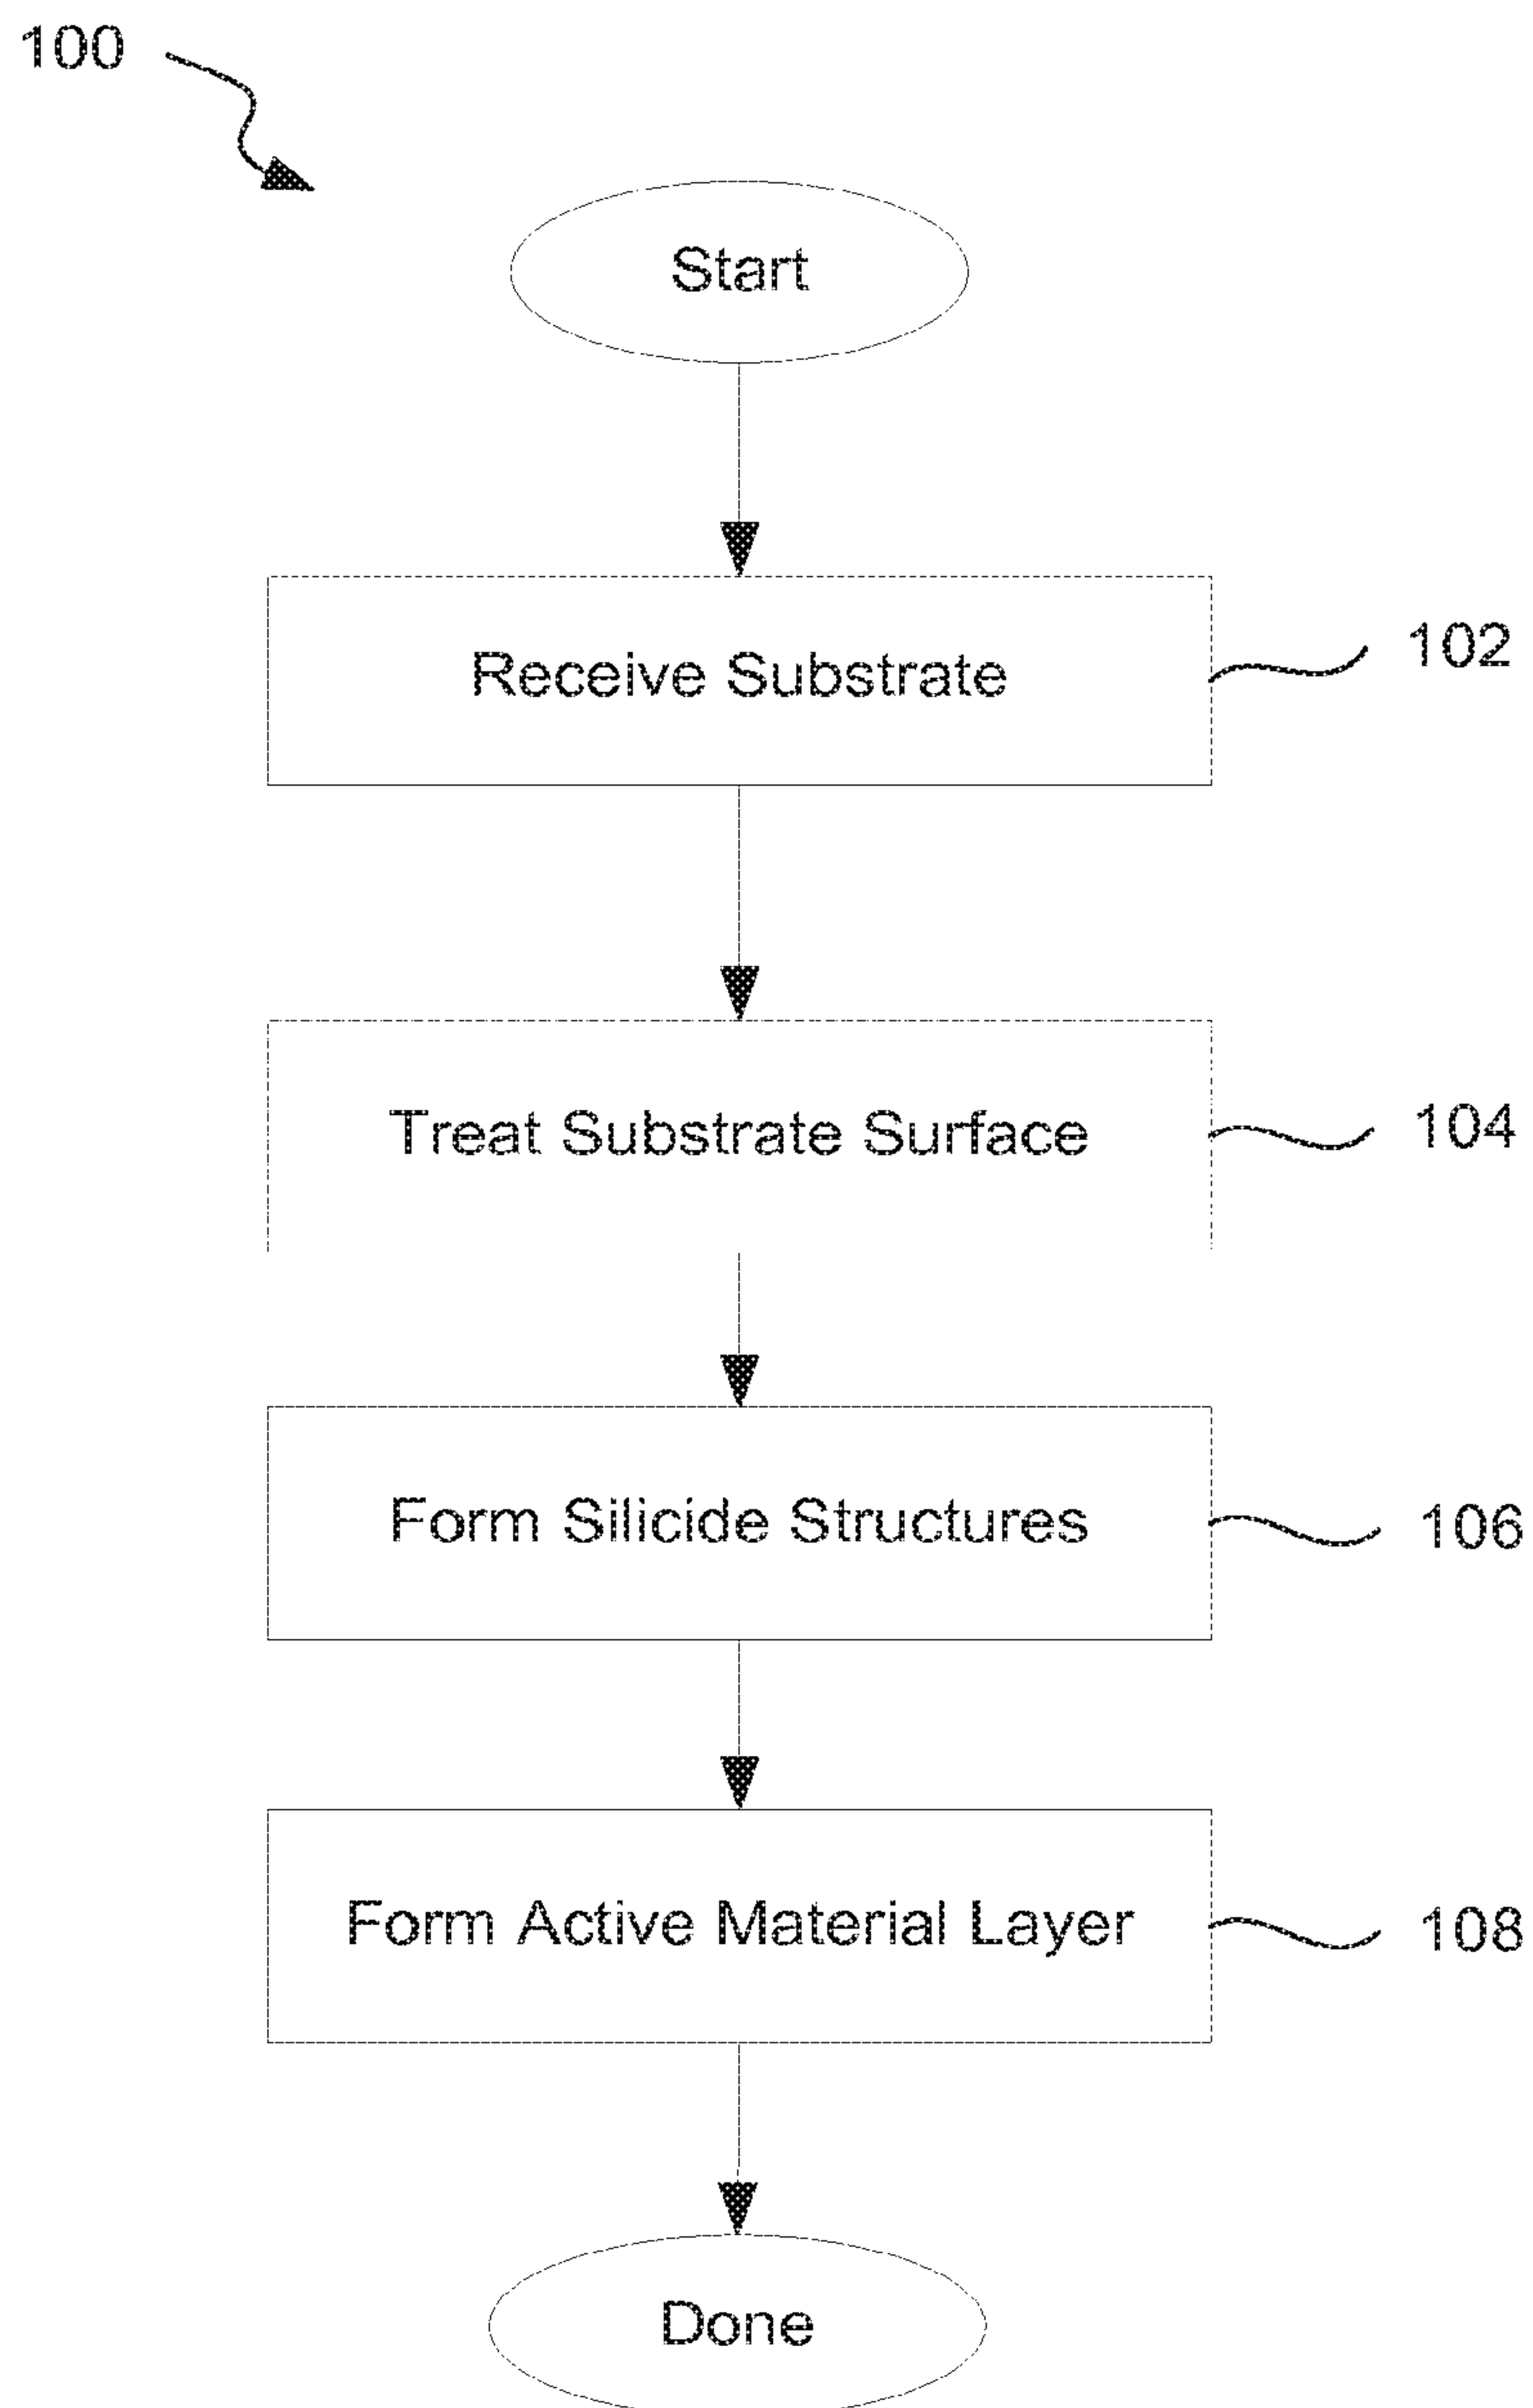 100
Start
Receive Substrate
102
Treat Substrate Surface
104
Form Silicide Structures
106
Form Active Material Layer
108
Done